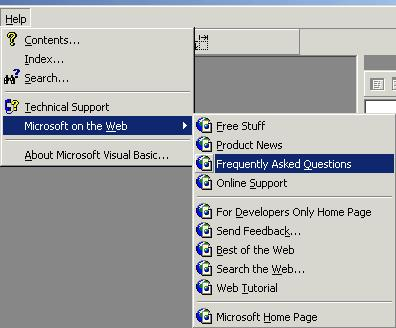 Help
Contents...
Index...
Search...
Technical Support
Microsoft on the Web
About Microsoft Visual Basic...
Free Stuff
Product News
Frequently Asked Questions
Online Support
For Developers Only Home Page
Send Feedback...
Best of the Web
Search the Web...
Web Tutorial
Microsoft Home Page